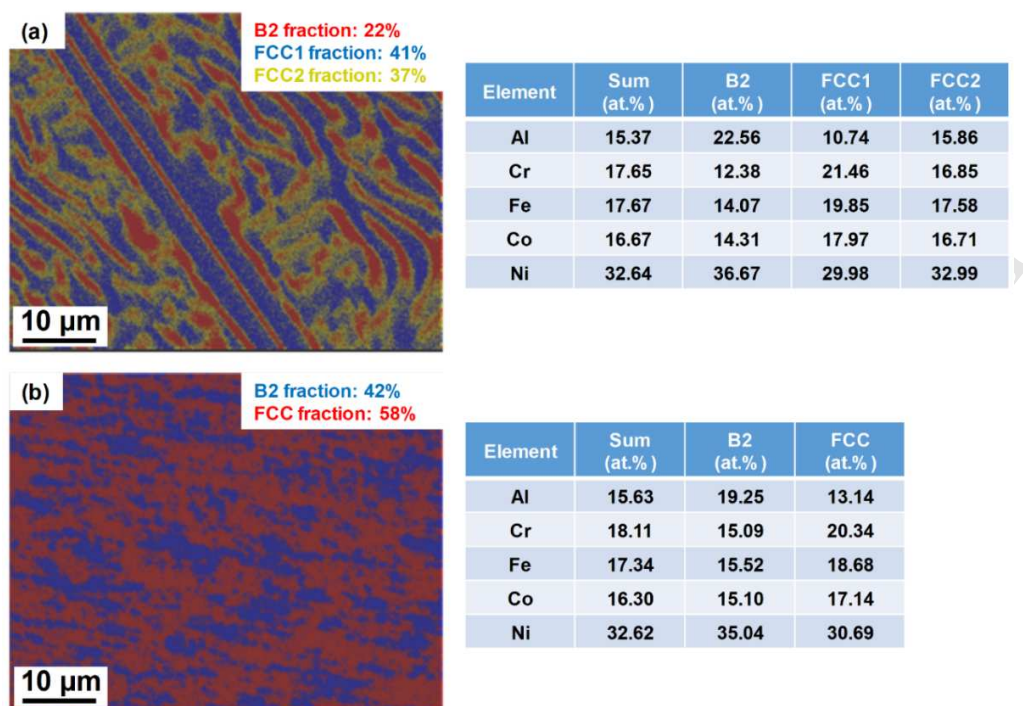 (a)
B2 fraction: 22%
FCC1 fraction: 41%
FCC2 fraction: 37%
10 µm
Element Sum (at.%) B2 (at.%) FCC1 (at.%) FCC2 (at.%)
Al 15.37 22.56 10.74 15.86
Cr 17.65 12.38 21.46 16.85
Fe 17.67 14.07 19.85 17.58
Co 16.67 14.31 17.97 16.71
Ni 32.64 36.67 29.98 32.99
(b)
B2 fraction: 42%
FCC fraction: 58%
10 µm
Element Sum (at.%) B2 (at.%) FCC (at.%)
Al 15.63 19.25 13.14
Cr 18.11 15.09 20.34
Fe 17.34 15.52 18.68
Co 16.30 15.10 17.14
Ni 32.62 35.04 30.69